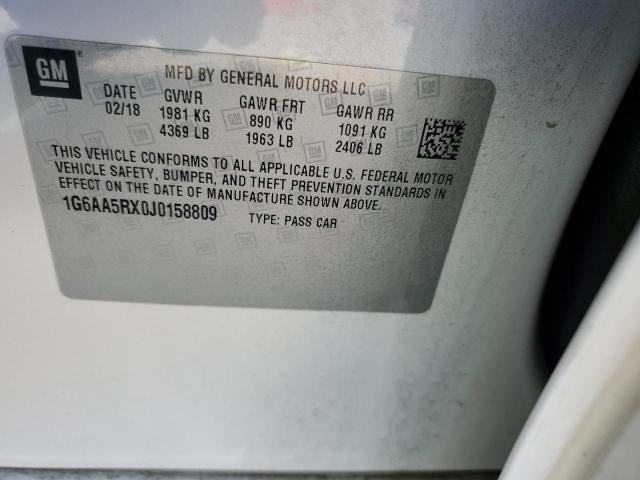 GM
MFD BY GENERAL MOTORS LLC
DATE GVWR GAWR FRT GAWR RR
02/18 1981 KG 890 KG 1091 KG
4369 LB 1963 LB 2406 LB
THIS VEHICLE CONFORMS TO ALL APPLICABLE U.S. FEDERAL MOTOR
VEHICLE SAFETY, BUMPER, AND THEFT PREVENTION STANDARDS IN
EFFECT ON THE DATE OF MANUFACTURE SHOWN ABOVE.
1G6AA5RX0J0158809 TYPE: PASS CAR